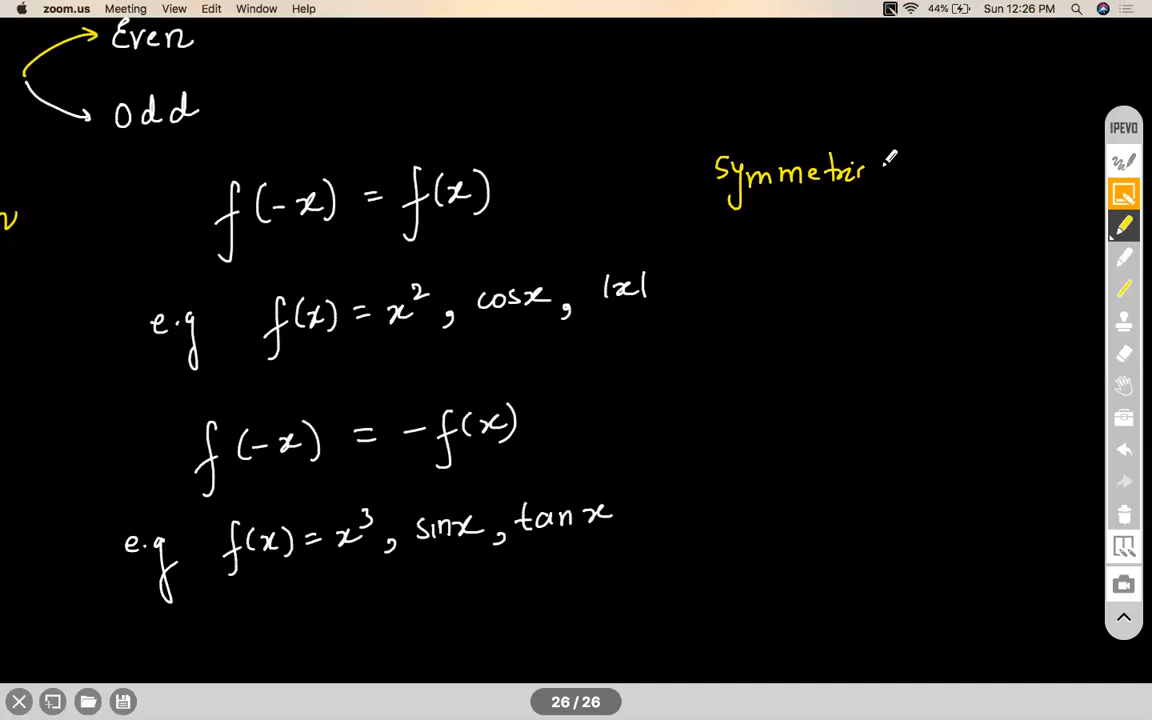 zoom.us Meeting View Edit Window Help 44% Sun 12:26 PM
Even
Odd
f(-x) = f(x)
Symmetric
e.g f(x) = x², cosx, |x|
f(-x) = -f(x)
e.g f(x) = x³, sinx, tan x
IPEVO
26 / 26